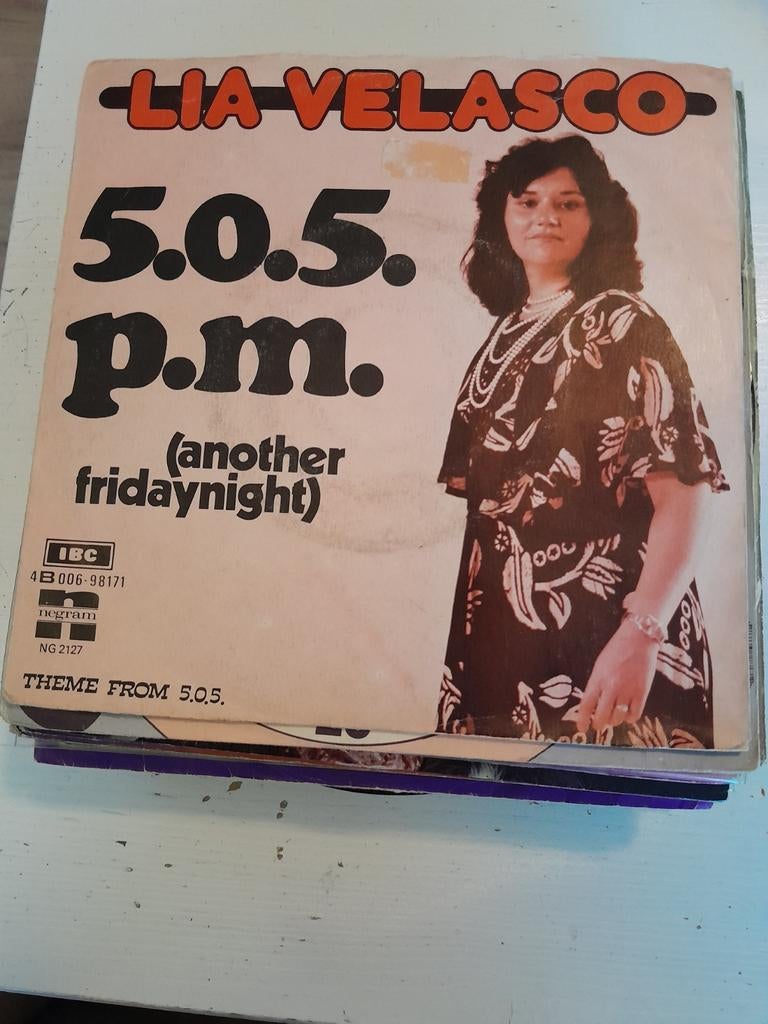 LIA VELASCO
5.0.5.
p.m.
(another
fridaynight)
IBC
4B 006-98171
n
negram
NG 2127
THEME FROM 5.0.5.